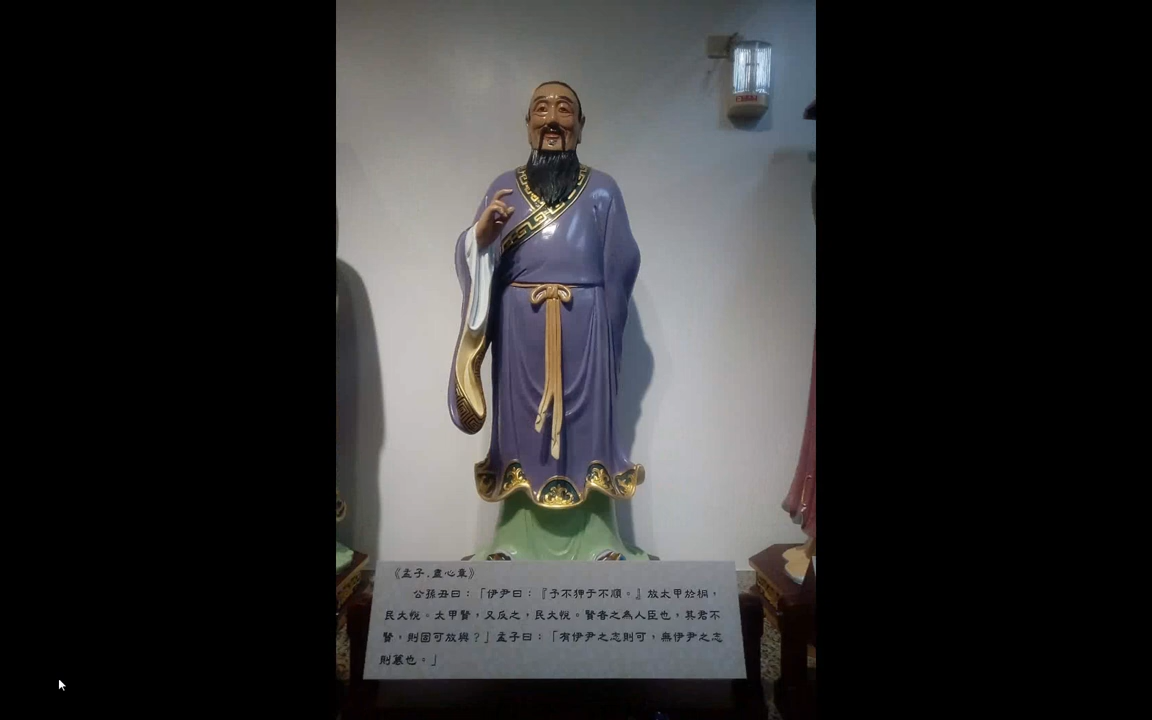 《孟子.盡心章》
公孫丑曰：「伊尹曰：『予不狎于不順。』放太甲於桐，
民大悅。太甲賢，又反之，民大悅。賢者之為人臣也，其君不
賢，則固可放與？」孟子曰：「有伊尹之志則可，無伊尹之志
則篡也。」